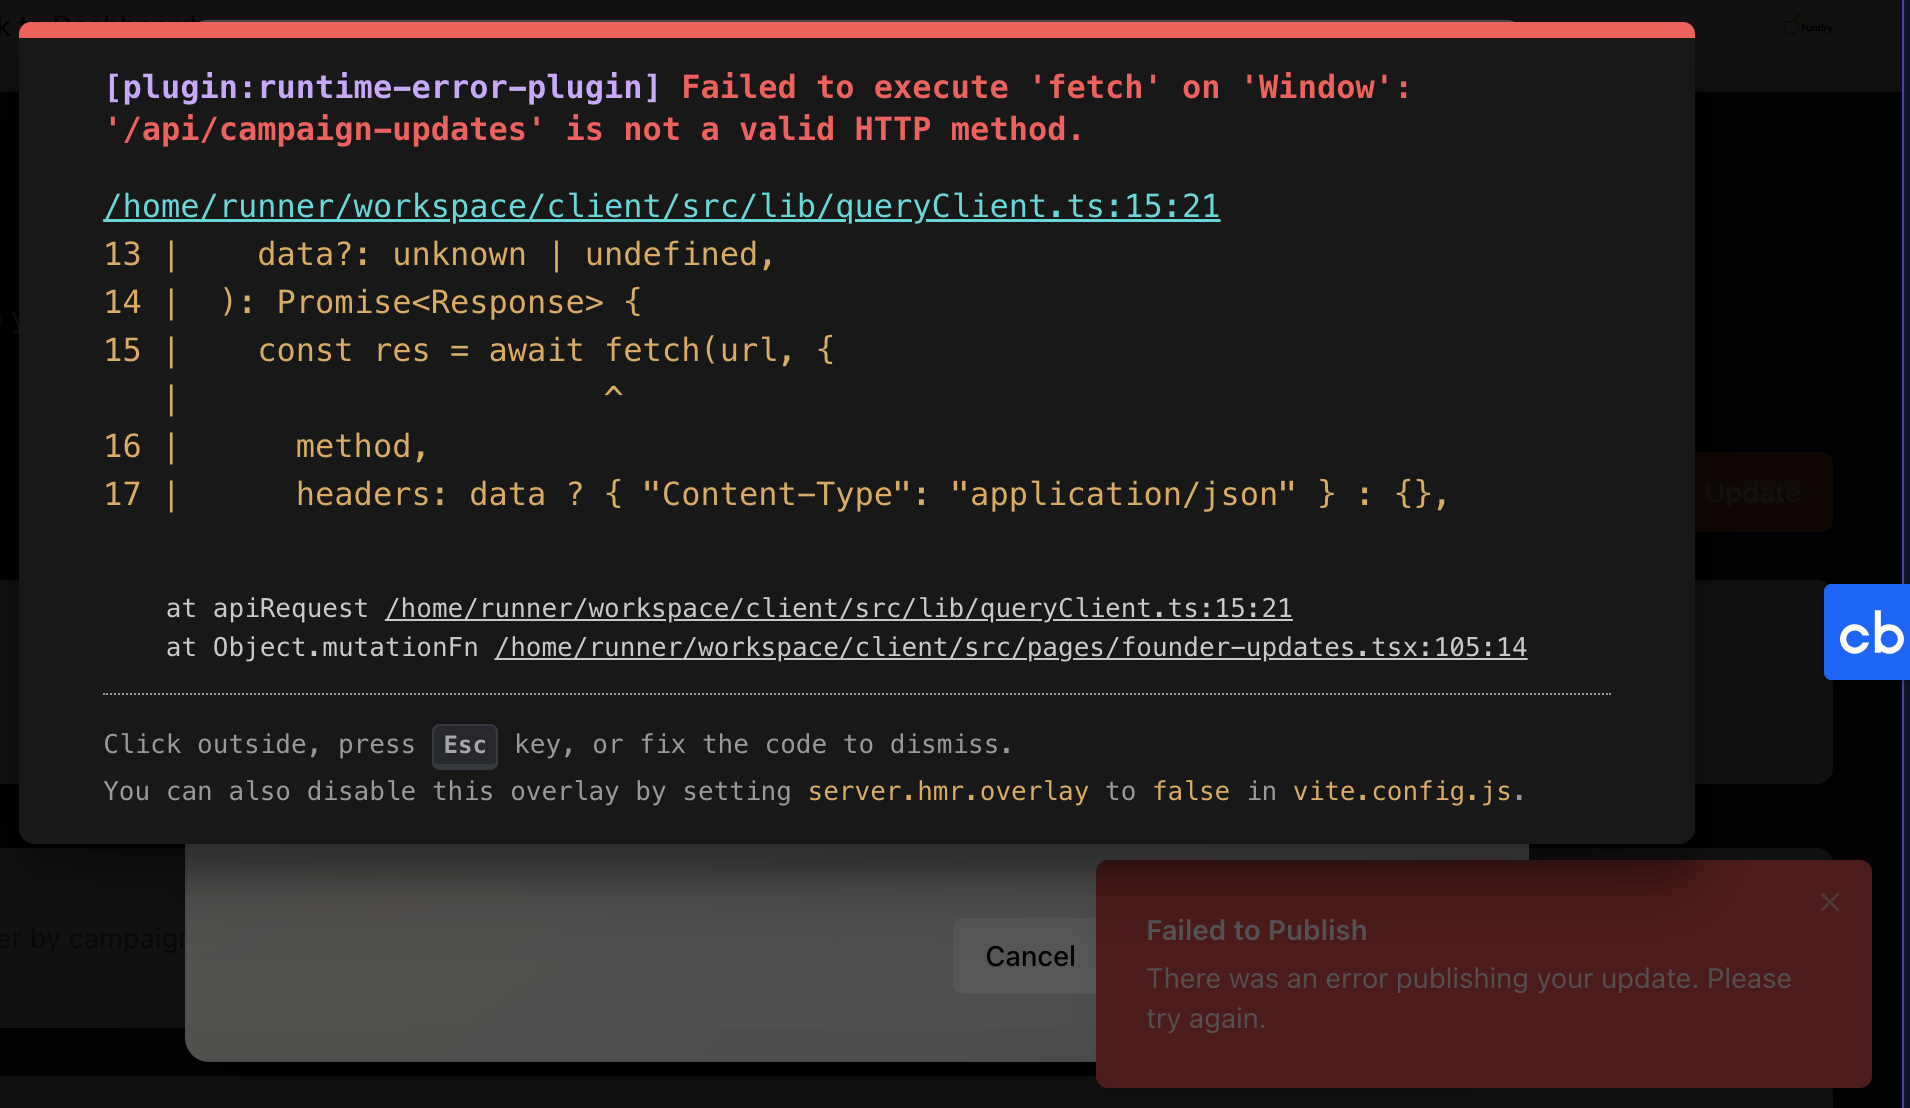 Fundry
[plugin:runtime-error-plugin] Failed to execute 'fetch' on 'Window':
'/api/campaign-updates' is not a valid HTTP method.
/home/runner/workspace/client/src/lib/queryClient.ts:15:21
13 |    data?: unknown | undefined,
14 |  ): Promise<Response> {
15 |    const res = await fetch(url, {
   |                      ^
16 |      method,
17 |      headers: data ? { "Content-Type": "application/json" } : {},
Update
at apiRequest /home/runner/workspace/client/src/lib/queryClient.ts:15:21
at Object.mutationFn /home/runner/workspace/client/src/pages/founder-updates.tsx:105:14
cb
Click outside, press Esc key, or fix the code to dismiss.
You can also disable this overlay by setting server.hmr.overlay to false in vite.config.js.
er by campaign
Cancel
Failed to Publish
There was an error publishing your update. Please
try again.